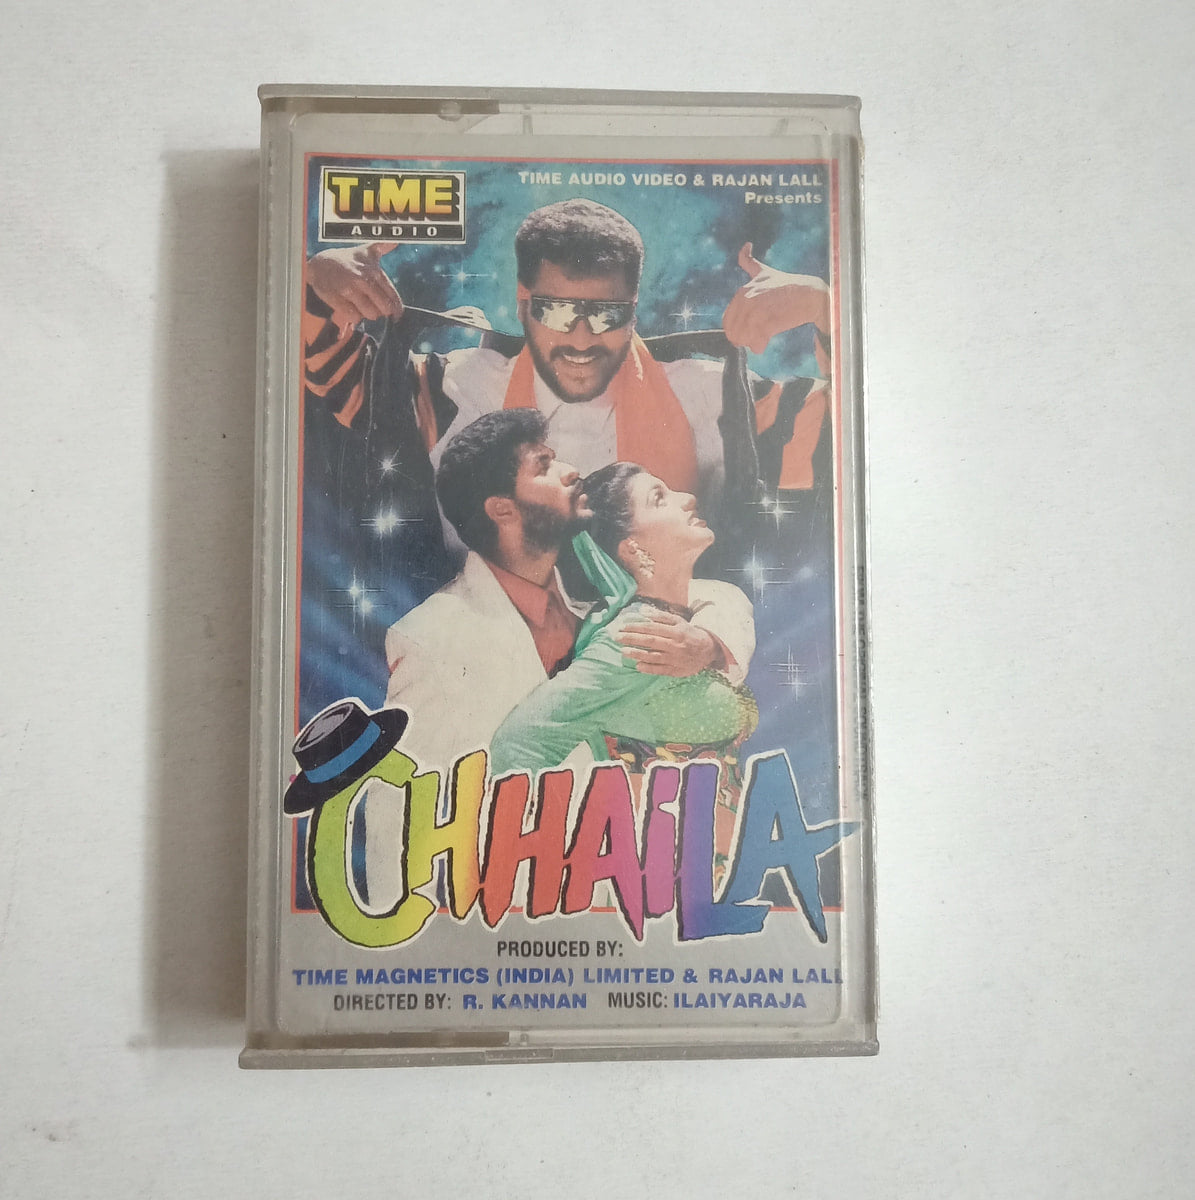 TiME
AUDIO
TIME AUDIO VIDEO & RAJAN LALL
Presents
CHHAiLA
PRODUCED BY:
TIME MAGNETICS (INDIA) LIMITED & RAJAN LALL
DIRECTED BY: R. KANNAN MUSIC: ILAIYARAJA